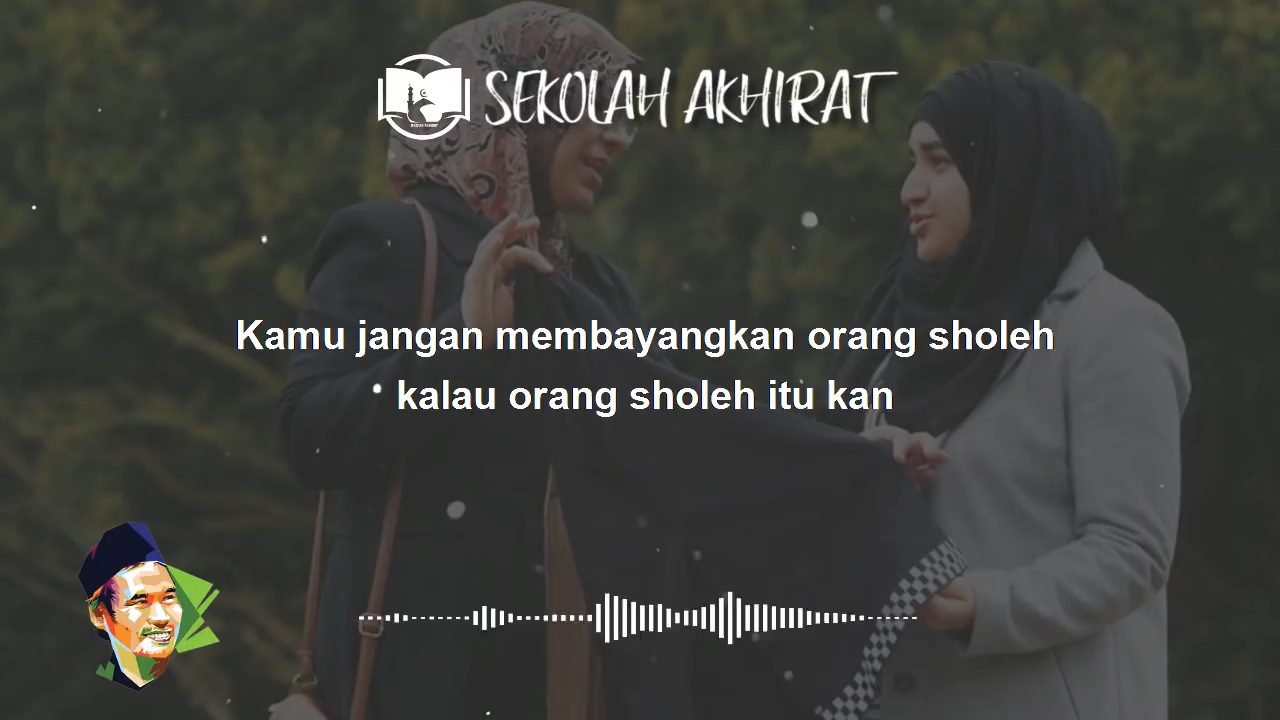 SEKOLAH AKHIRAT
Kamu jangan membayangkan orang sholeh
kalau orang sholeh itu kan